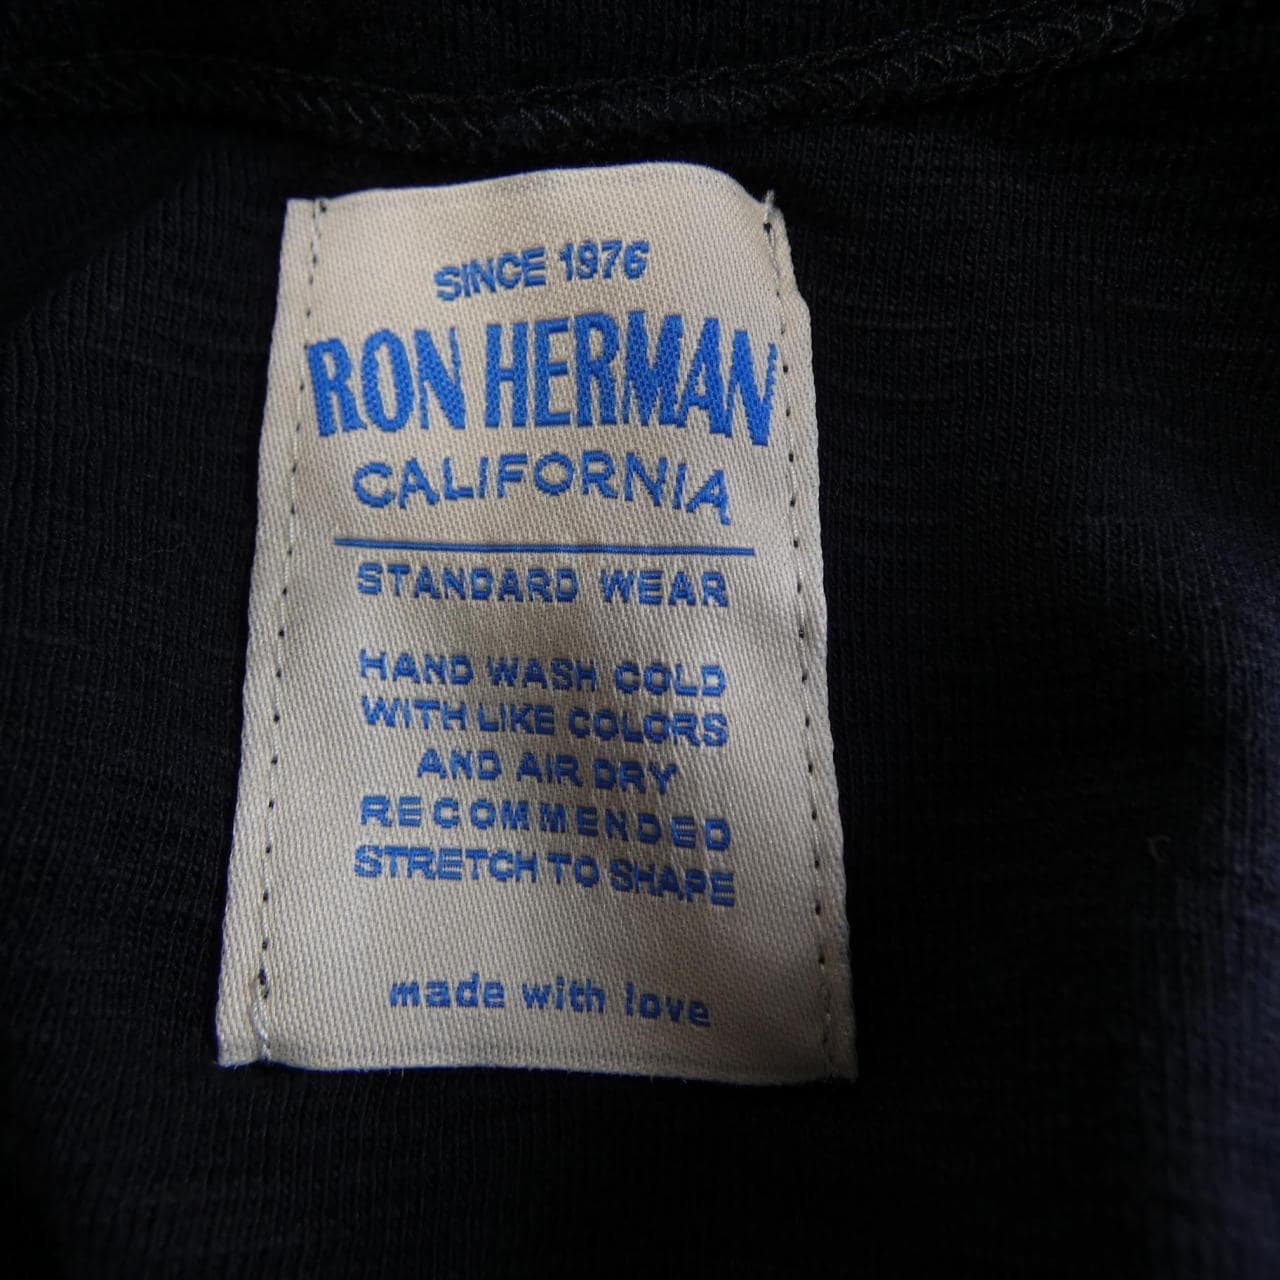 SINCE 1976
RON HERMAN
CALIFORNIA
STANDARD WEAR
HAND WASH COLD
WITH LIKE COLORS
AND AIR DRY
RECOMMENDED
STRETCH TO SHAPE
made with love